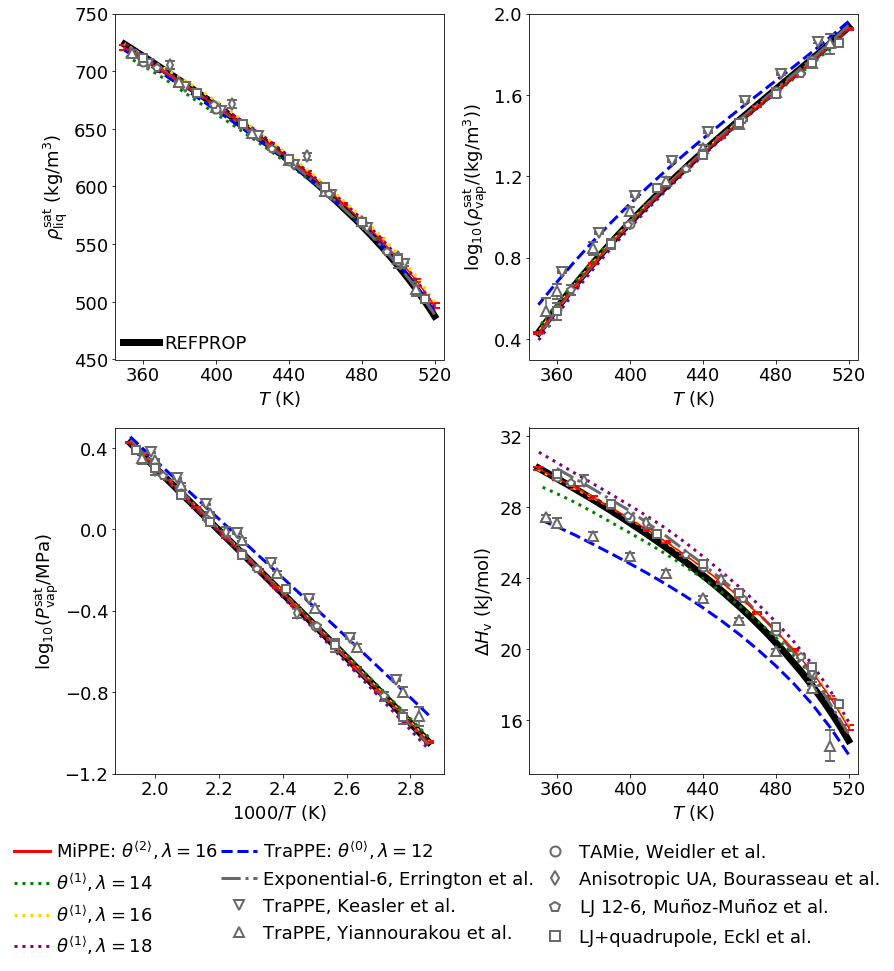 750
700
650
600
550
500
450
360
400
440
480
520
T (K)
ρ_liq^sat (kg/m³)
REFPROP
2.0
1.6
1.2
0.8
0.4
360
400
440
480
520
T (K)
log₁₀(ρ_vap^sat/(kg/m³))
0.4
0.0
−0.4
−0.8
−1.2
2.0
2.2
2.4
2.6
2.8
1000/T (K)
log₁₀(P_vap^sat/MPa)
32
28
24
20
16
360
400
440
480
520
T (K)
ΔH_v (kJ/mol)
MiPPE: θ⟨2⟩, λ = 16
θ⟨1⟩, λ = 14
θ⟨1⟩, λ = 16
θ⟨1⟩, λ = 18
TraPPE: θ⟨0⟩, λ = 12
Exponential-6, Errington et al.
TraPPE, Keasler et al.
TraPPE, Yiannourakou et al.
TAMie, Weidler et al.
Anisotropic UA, Bourasseau et al.
LJ 12-6, Muñoz-Muñoz et al.
LJ+quadrupole, Eckl et al.